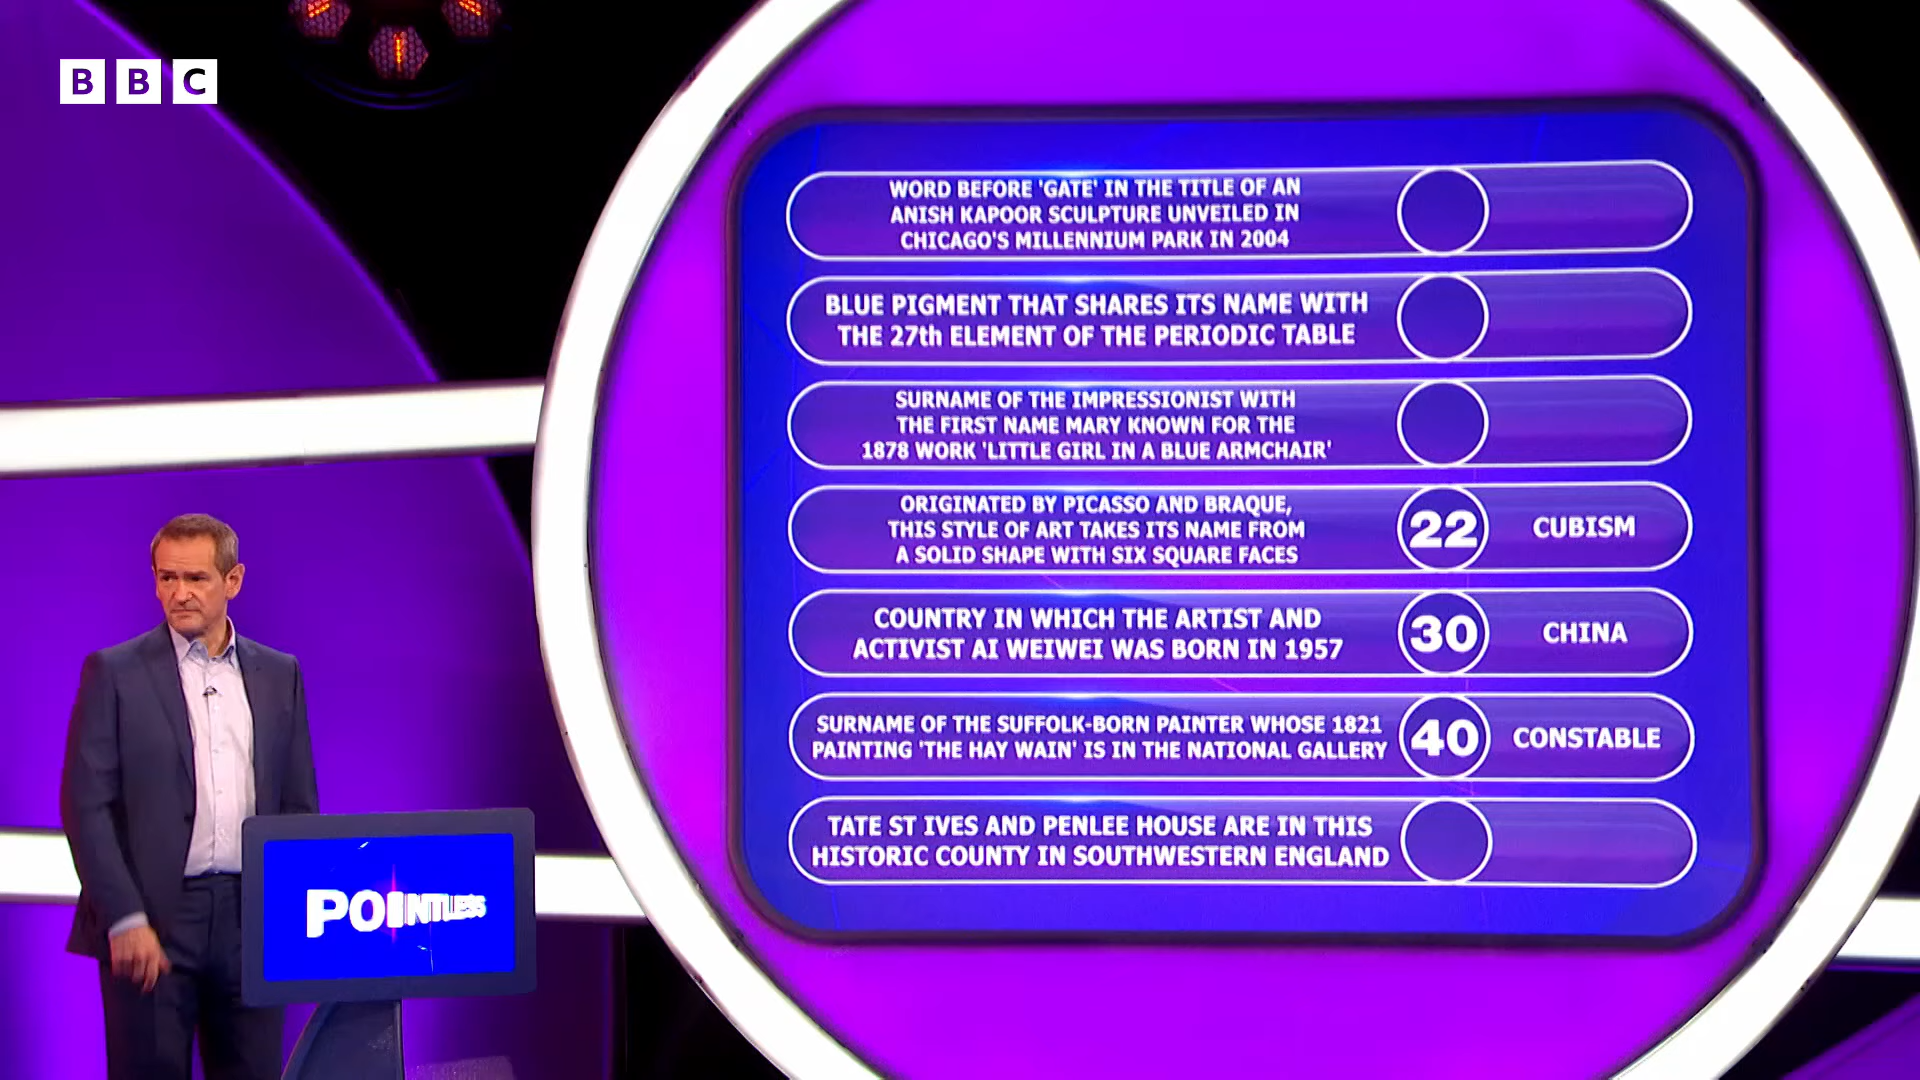 BBC
WORD BEFORE 'GATE' IN THE TITLE OF AN
ANISH KAPOOR SCULPTURE UNVEILED IN
CHICAGO'S MILLENNIUM PARK IN 2004
BLUE PIGMENT THAT SHARES ITS NAME WITH
THE 27th ELEMENT OF THE PERIODIC TABLE
SURNAME OF THE IMPRESSIONIST WITH
THE FIRST NAME MARY KNOWN FOR THE
1878 WORK 'LITTLE GIRL IN A BLUE ARMCHAIR'
ORIGINATED BY PICASSO AND BRAQUE,
THIS STYLE OF ART TAKES ITS NAME FROM
A SOLID SHAPE WITH SIX SQUARE FACES
22 CUBISM
COUNTRY IN WHICH THE ARTIST AND
ACTIVIST AI WEIWEI WAS BORN IN 1957
30 CHINA
SURNAME OF THE SUFFOLK-BORN PAINTER WHOSE 1821
PAINTING 'THE HAY WAIN' IS IN THE NATIONAL GALLERY
40 CONSTABLE
TATE ST IVES AND PENLEE HOUSE ARE IN THIS
HISTORIC COUNTY IN SOUTHWESTERN ENGLAND
POINTLESS